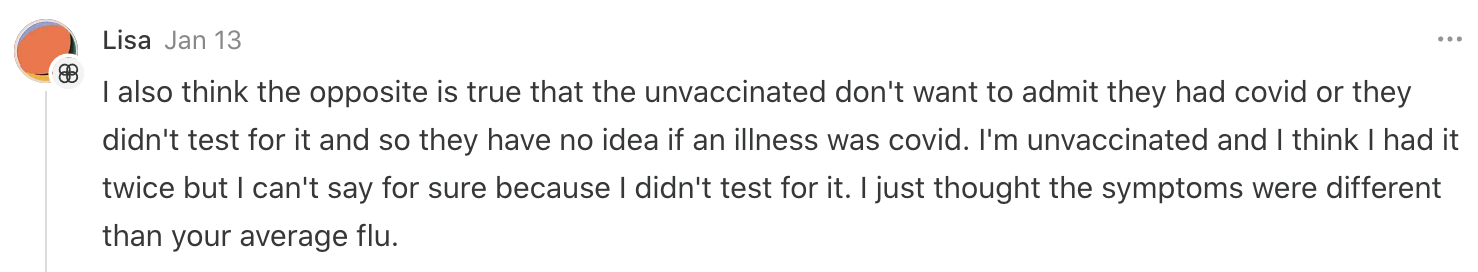 Lisa Jan 13
I also think the opposite is true that the unvaccinated don't want to admit they had covid or they
didn't test for it and so they have no idea if an illness was covid. I'm unvaccinated and I think I had it
twice but I can't say for sure because I didn't test for it. I just thought the symptoms were different
than your average flu.